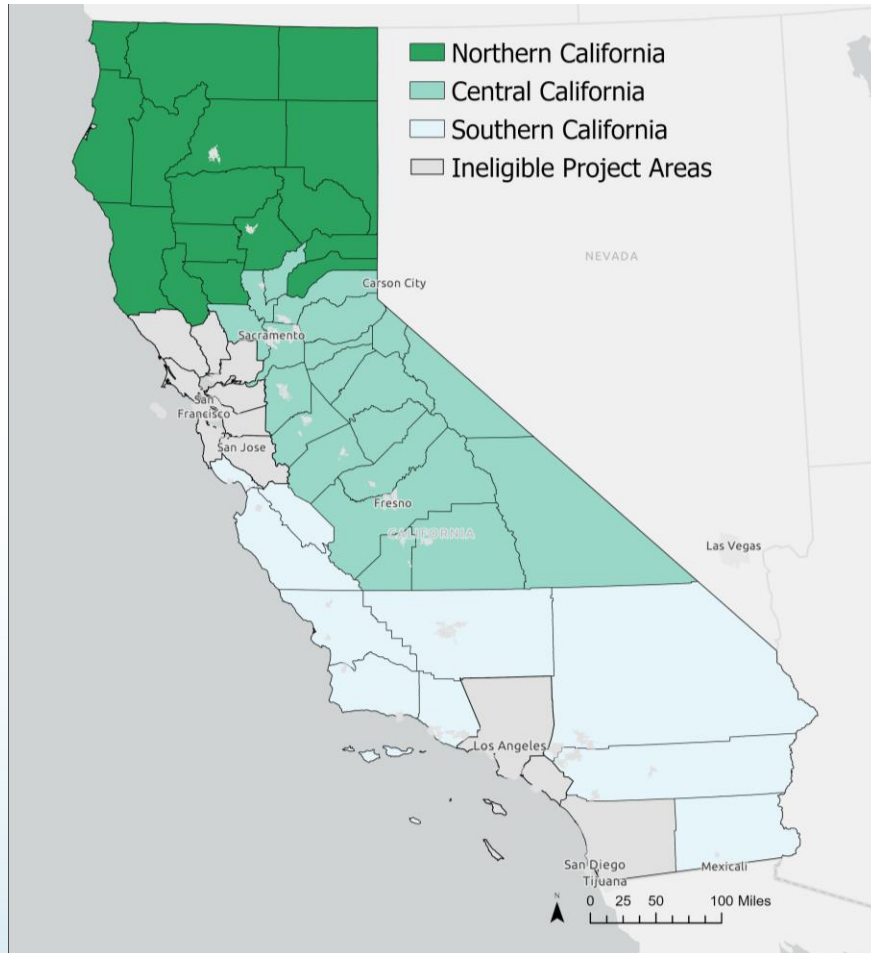 Northern California
Central California
Southern California
Ineligible Project Areas
NEVADA
Carson City
Sacramento
San
Francisco
San Jose
Fresno
CALIFORNIA
Las Vegas
Los Angeles
San Diego
Tijuana
Mexicali
N
0 25 50 100 Miles